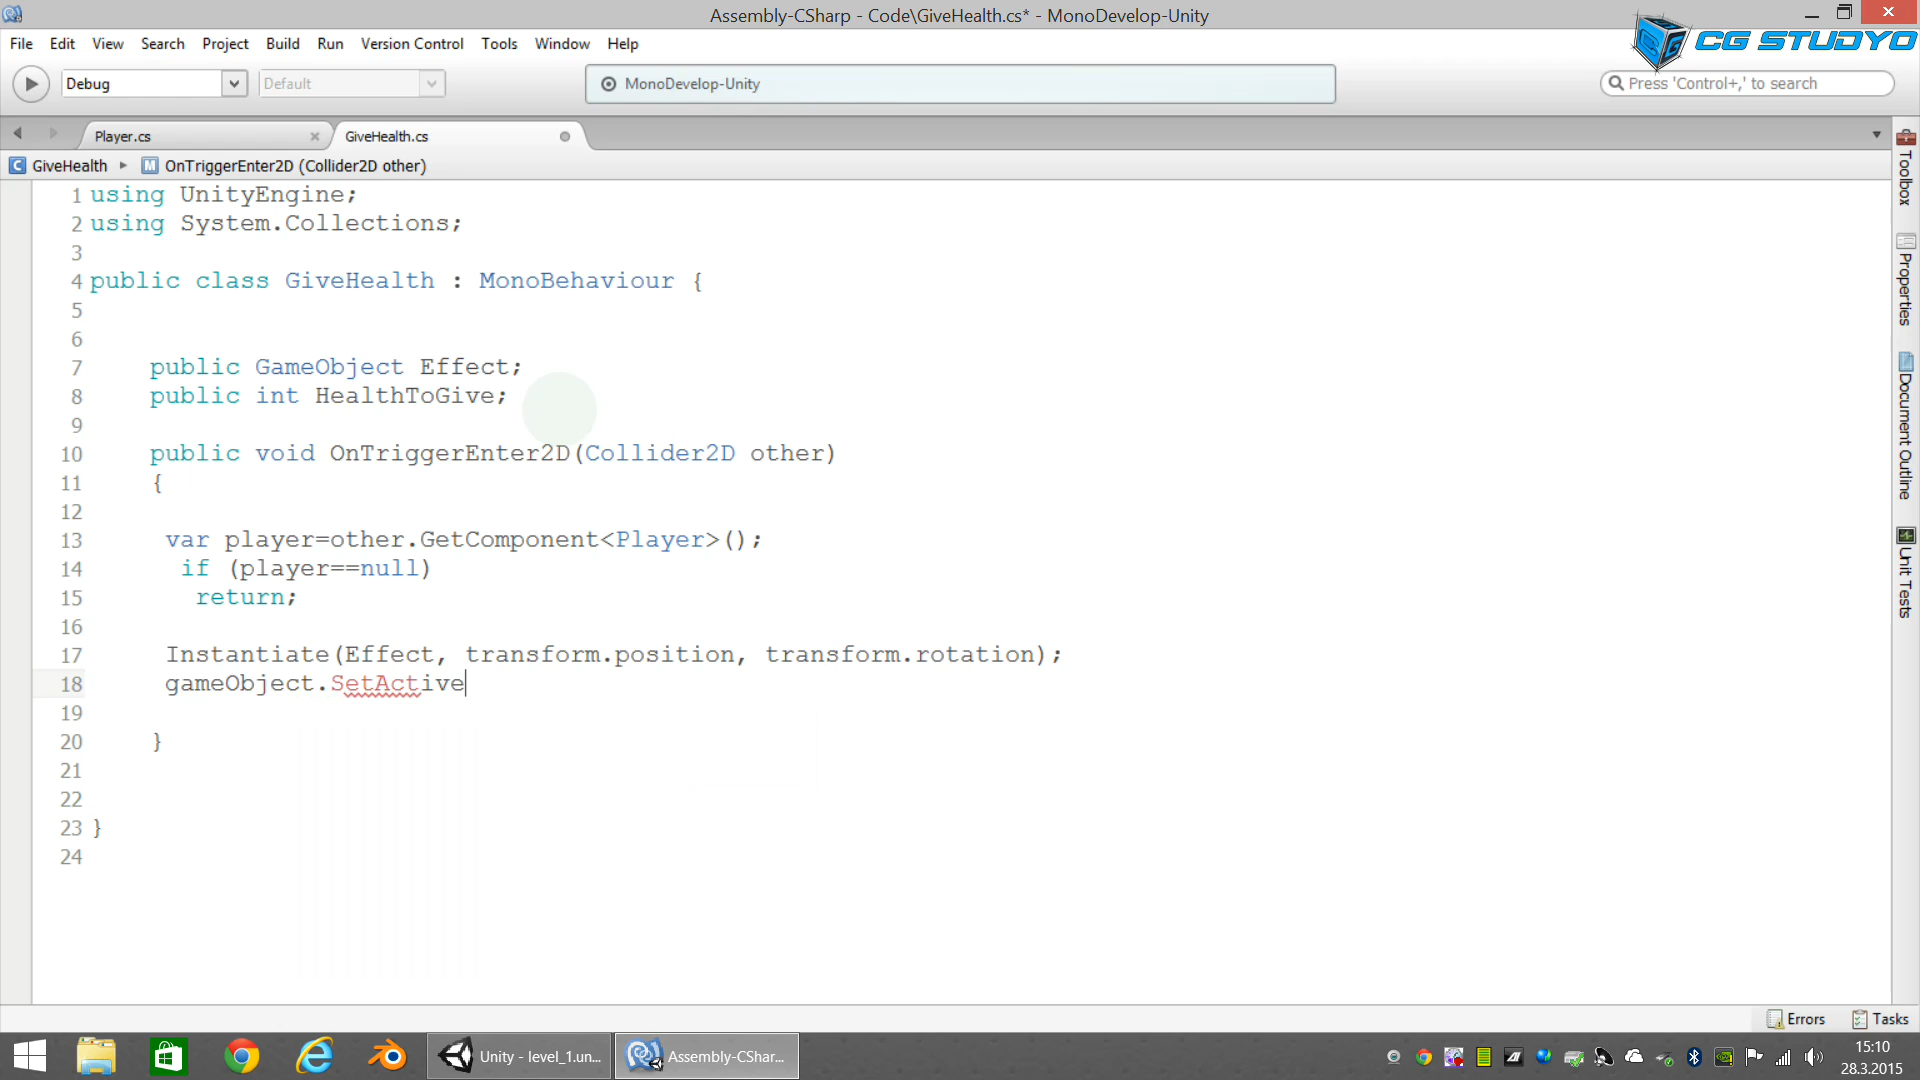 Assembly-CSharp - Code\GiveHealth.cs* - MonoDevelop-Unity
CG STUDYO
File Edit View Search Project Build Run Version Control Tools Window Help
Debug Default MonoDevelop-Unity Press 'Control+,' to search
Player.cs GiveHealth.cs
GiveHealth OnTriggerEnter2D (Collider2D other)
1 using UnityEngine;
2 using System.Collections;
3
4 public class GiveHealth : MonoBehaviour {
5
6
7 public GameObject Effect;
8 public int HealthToGive;
9
10 public void OnTriggerEnter2D(Collider2D other)
11 {
12
13 var player=other.GetComponent<Player>();
14 if (player==null)
15 return;
16
17 Instantiate(Effect, transform.position, transform.rotation);
18 gameObject.SetActive
19
20 }
21
22
23 }
24
Toolbox
Properties
Document Outline
Unit Tests
Errors Tasks
Unity - level_1.un... Assembly-CShar...
15:10
28.3.2015